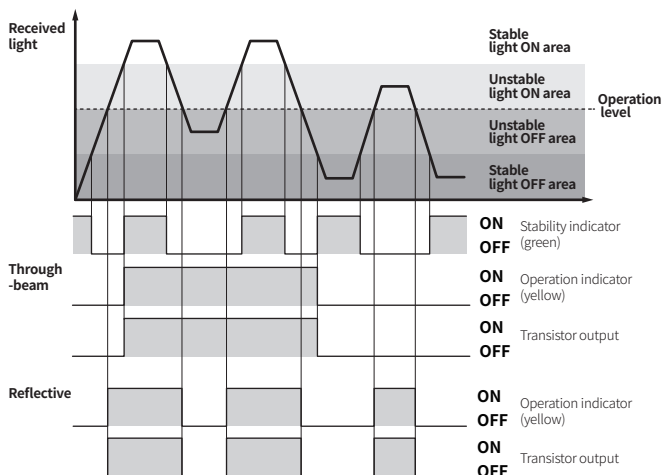 Received
light
Stable
light ON area
Unstable
light ON area
Operation
level
Unstable
light OFF area
Stable
light OFF area
ON
OFF
Stability indicator
(green)
Through
-beam
ON
OFF
Operation indicator
(yellow)
ON
OFF
Transistor output
Reflective
ON
OFF
Operation indicator
(yellow)
ON
OFF
Transistor output